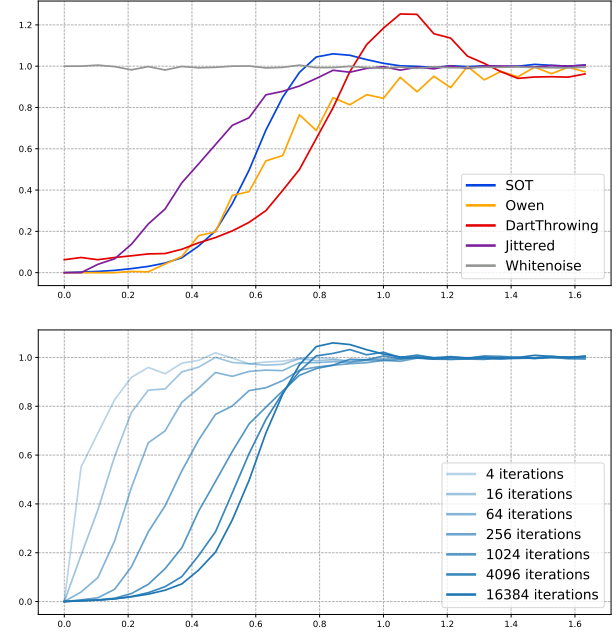 1.2
1.0
0.8
0.6
0.4
0.2
0.0
SOT
Owen
DartThrowing
Jittered
Whitenoise
0.0 0.2 0.4 0.6 0.8 1.0 1.2 1.4 1.6
1.0
0.8
0.6
0.4
0.2
0.0
4 iterations
16 iterations
64 iterations
256 iterations
1024 iterations
4096 iterations
16384 iterations
0.0 0.2 0.4 0.6 0.8 1.0 1.2 1.4 1.6